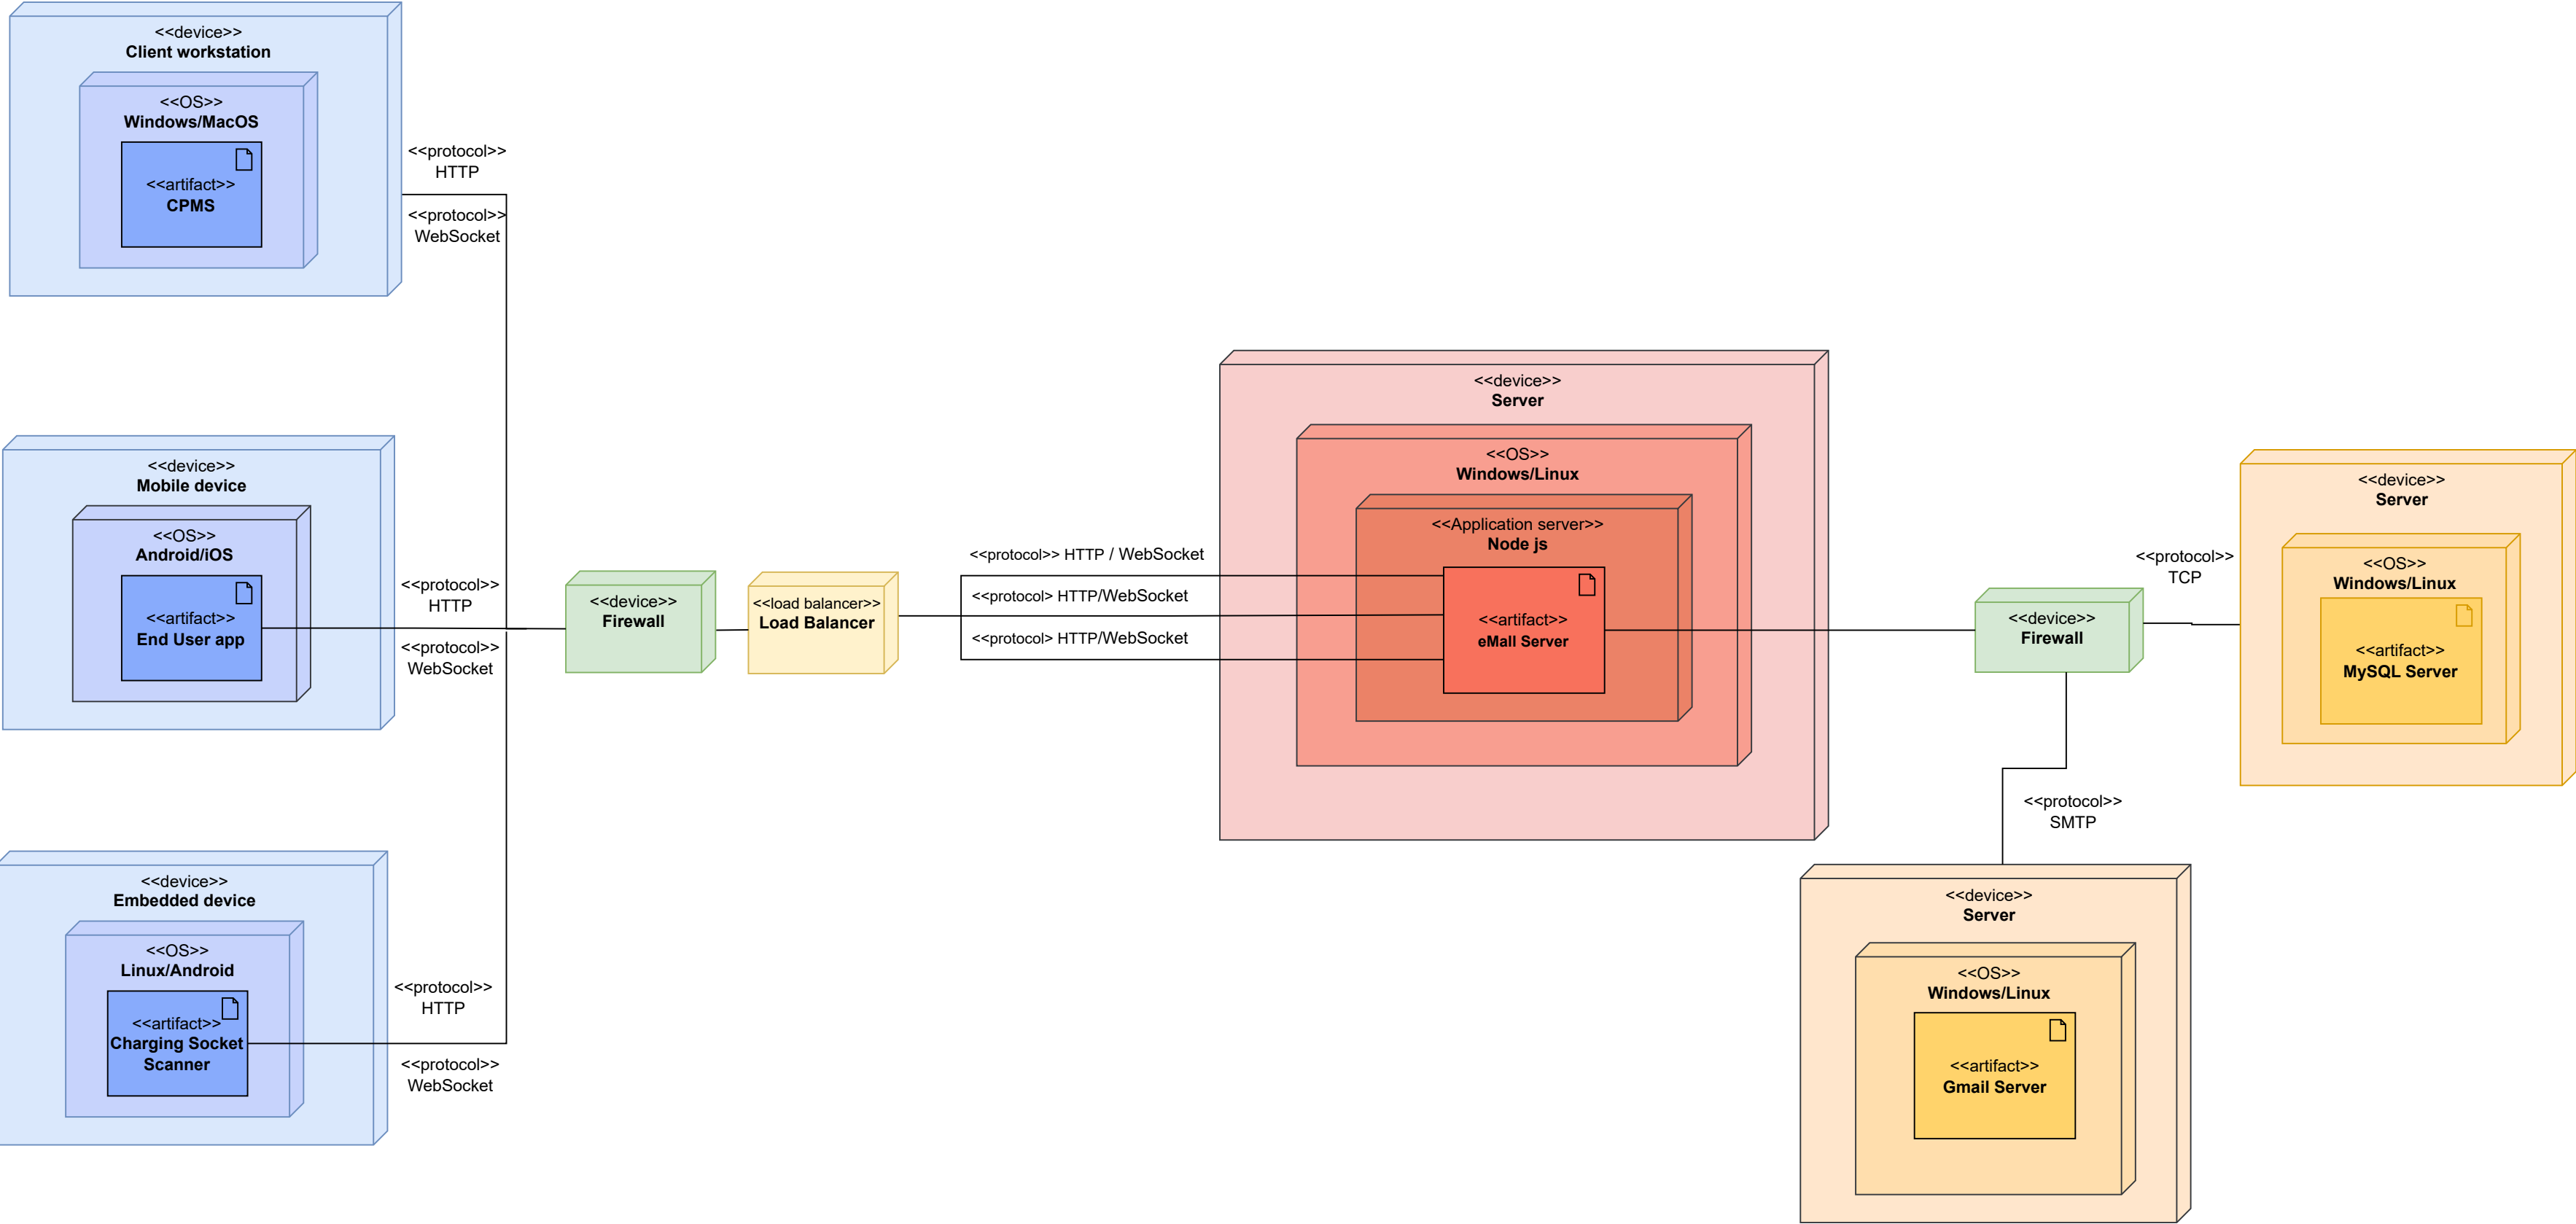 <<device>>
Client workstation
<<OS>>
Windows/MacOS
<<artifact>>
CPMS
<<protocol>>
HTTP
<<protocol>>
WebSocket
<<device>>
Mobile device
<<OS>>
Android/iOS
<<artifact>>
End User app
<<protocol>>
HTTP
<<protocol>>
WebSocket
<<device>>
Embedded device
<<OS>>
Linux/Android
<<artifact>>
Charging Socket
Scanner
<<protocol>>
HTTP
<<protocol>>
WebSocket
<<device>>
Firewall
<<load balancer>>
Load Balancer
<<protocol>> HTTP / WebSocket
<<protocol> HTTP/WebSocket
<<protocol> HTTP/WebSocket
<<device>>
Server
<<OS>>
Windows/Linux
<<Application server>>
Node js
<<artifact>>
eMall Server
<<device>>
Firewall
<<protocol>>
TCP
<<device>>
Server
<<OS>>
Windows/Linux
<<artifact>>
MySQL Server
<<protocol>>
SMTP
<<device>>
Server
<<OS>>
Windows/Linux
<<artifact>>
Gmail Server